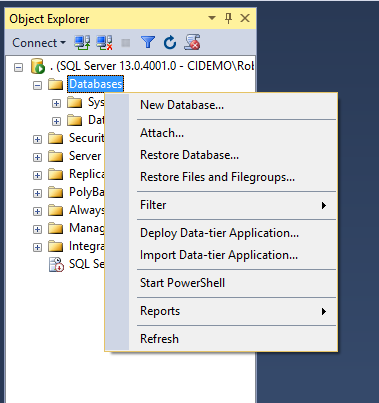 Object Explorer
Connect
. (SQL Server 13.0.4001.0 - CIDEMO\Rob
Databases
Sys
Dat
Securit
Server
Replica
PolyBa
Always
Manag
Integra
SQL Se
New Database...
Attach...
Restore Database...
Restore Files and Filegroups...
Filter
Deploy Data-tier Application...
Import Data-tier Application...
Start PowerShell
Reports
Refresh